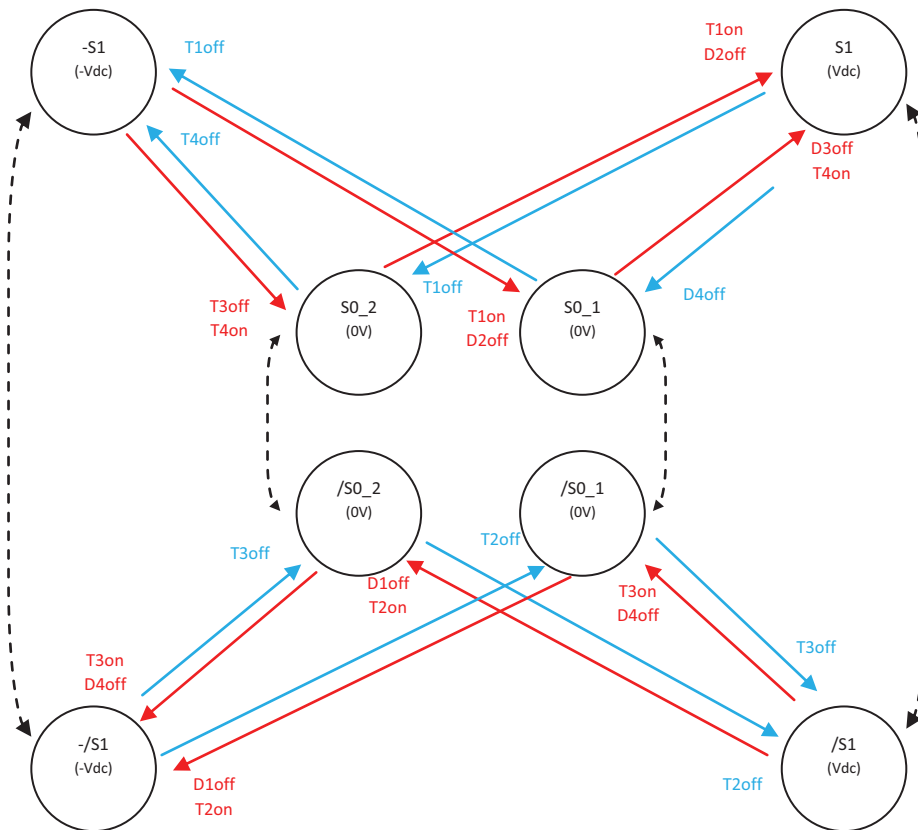 -S1
(-Vdc)
T1off
T4off
T1on
D2off
S1
(Vdc)
D3off
T4on
T3off
T4on
S0_2
(0V)
T1off
T1on
D2off
S0_1
(0V)
D4off
/S0_2
(0V)
/S0_1
(0V)
T3off
D1off
T2on
T2off
T3on
D4off
T3off
T3on
D4off
-/S1
(-Vdc)
D1off
T2on
/S1
(Vdc)
T2off